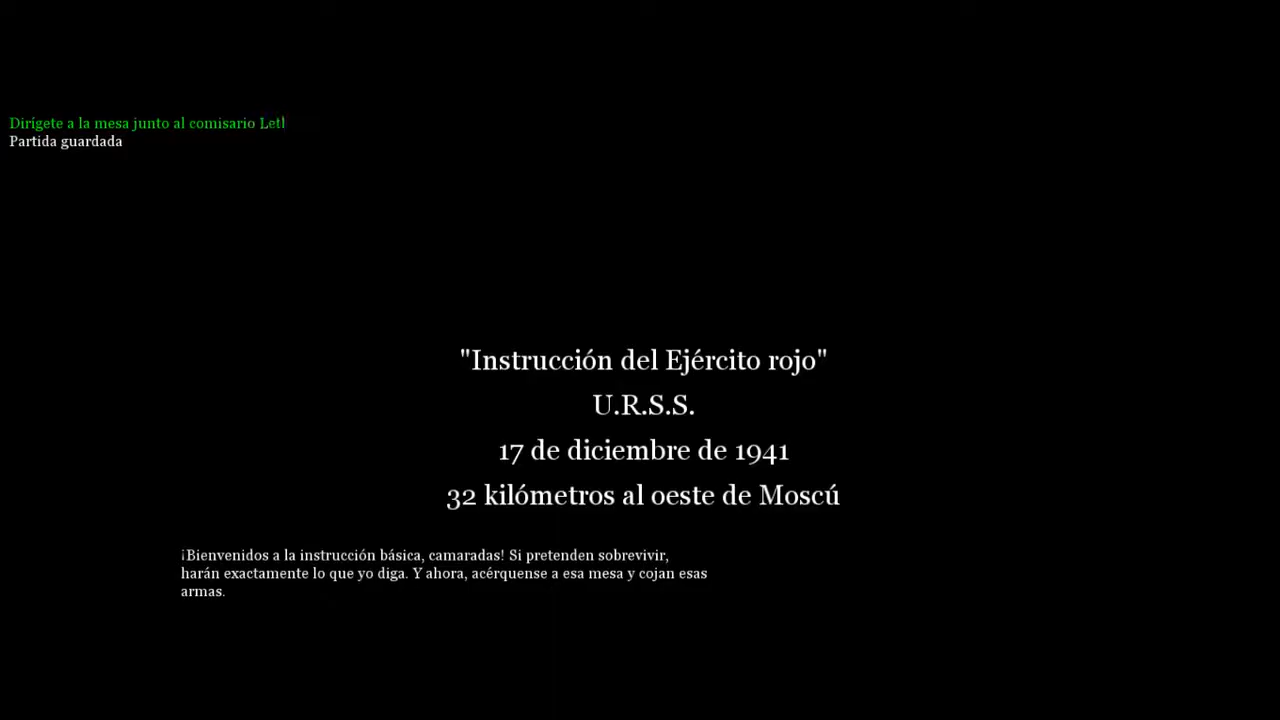 Dirígete a la mesa junto al comisario
Partida guardada
"Instrucción del Ejército rojo"
U.R.S.S.
17 de diciembre de 1941
32 kilómetros al oeste de Moscú
¡Bienvenidos a la instrucción básica, camaradas! Si pretenden sobrevivir,
harán exactamente lo que yo diga. Y ahora, acérquense a esa mesa y cojan esas
armas.